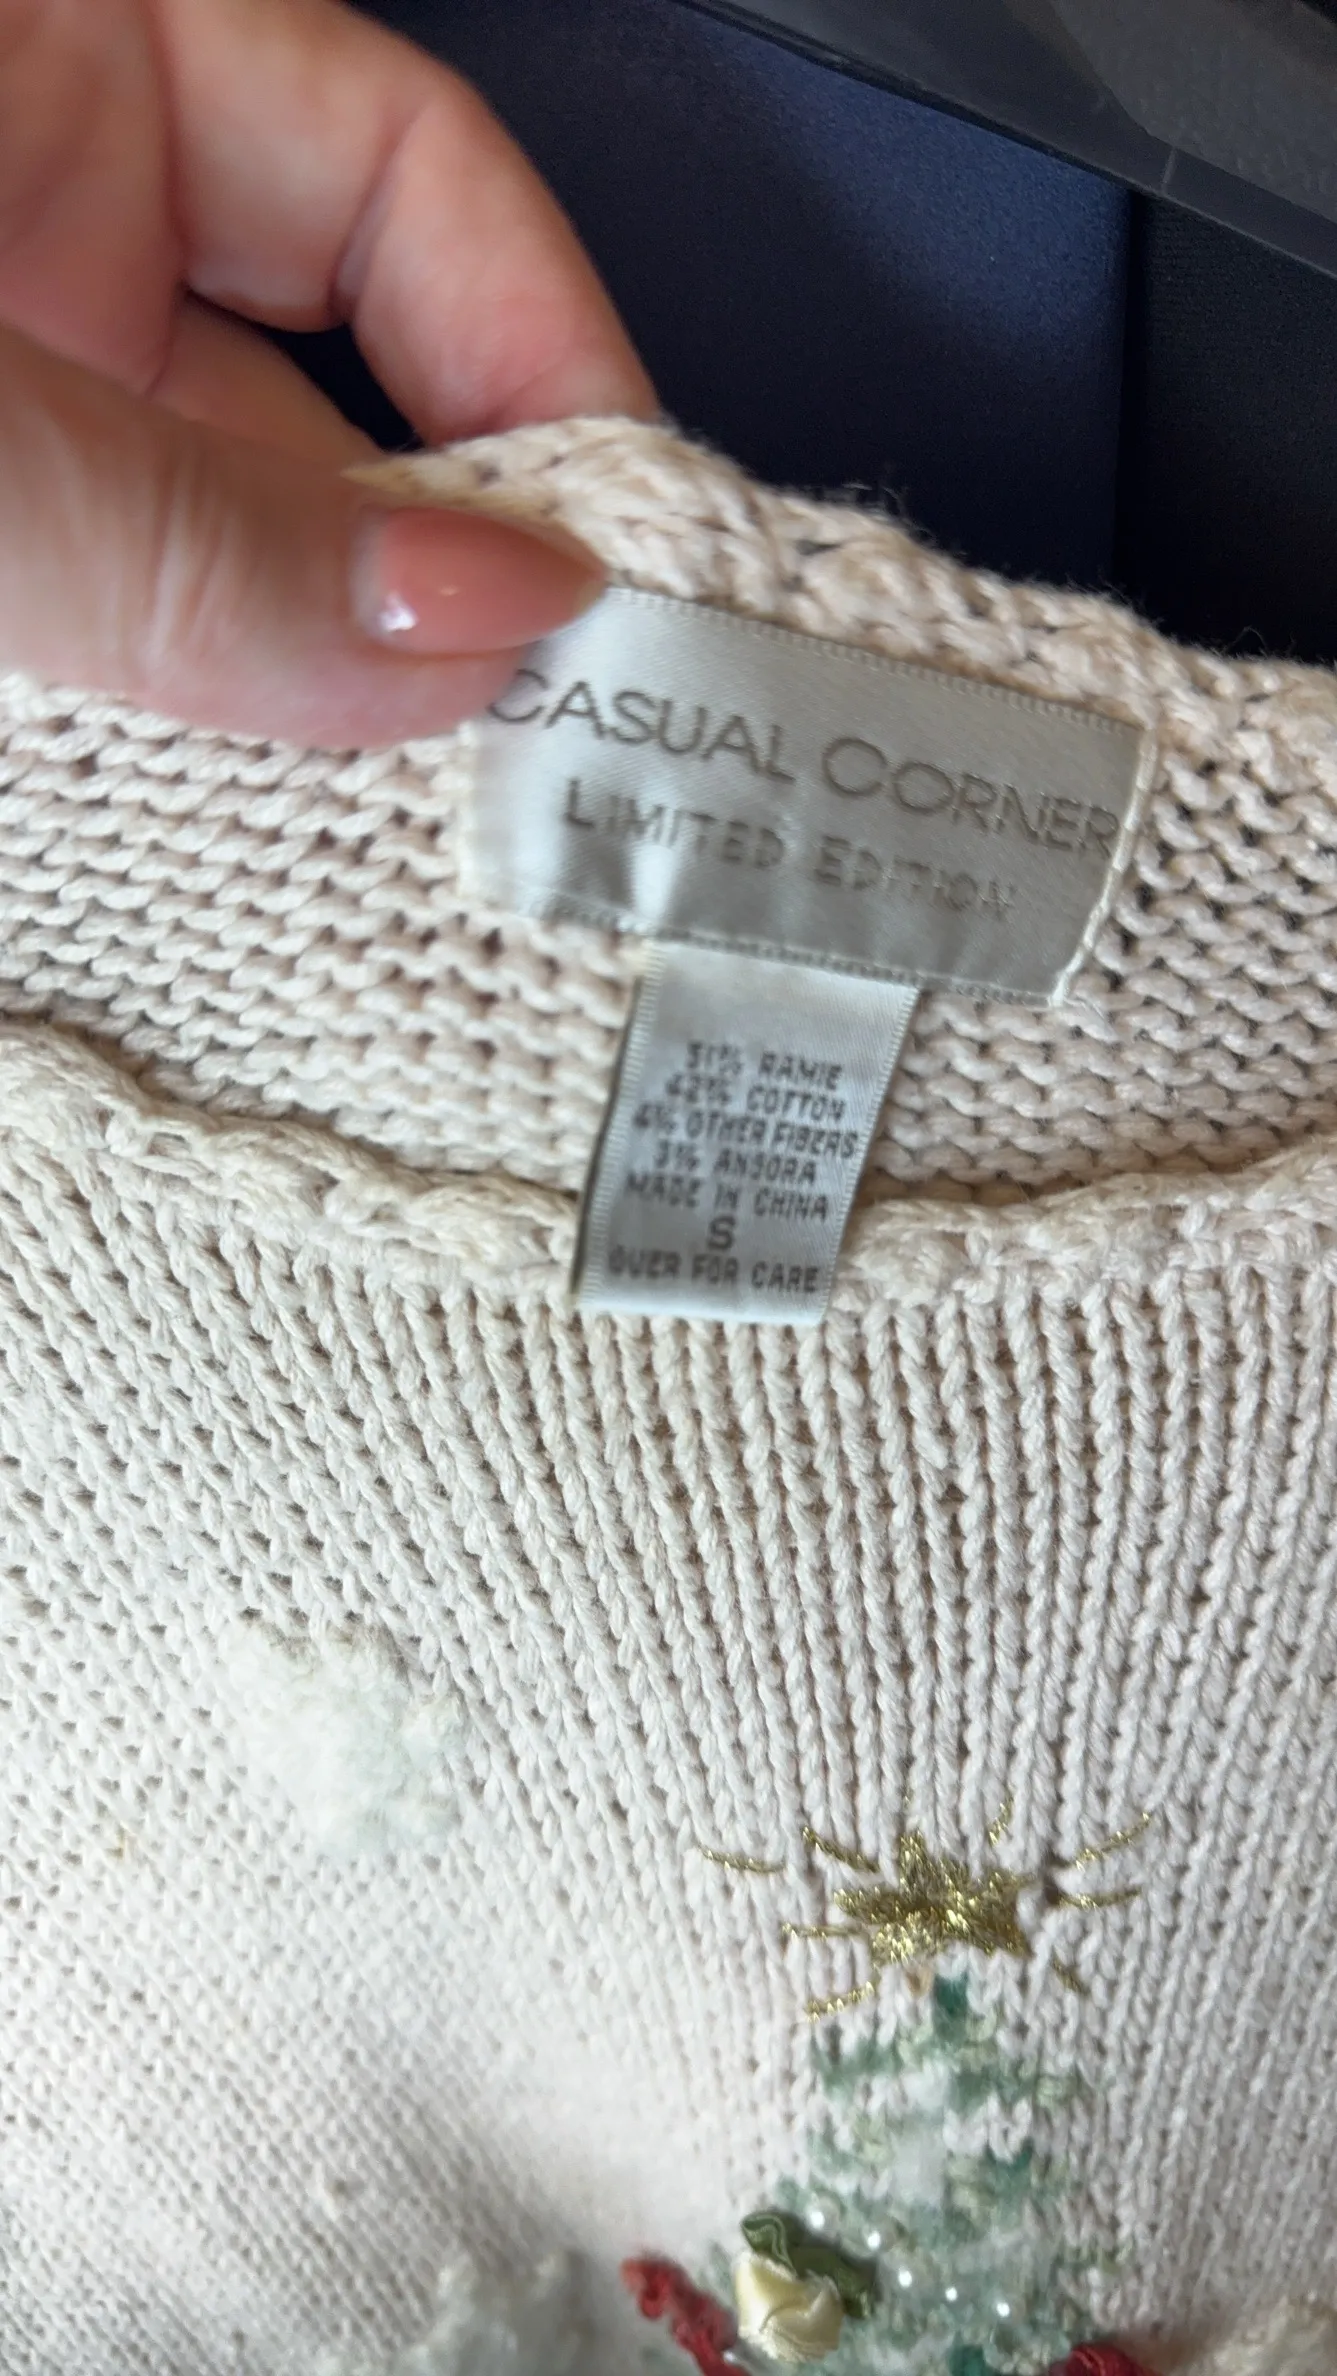 CASUAL CORNER
LIMITED EDITION
51% RAMIE
42% COTTON
4% OTHER FIBERS
3% ANGORA
MADE IN CHINA
S
OVER FOR CARE